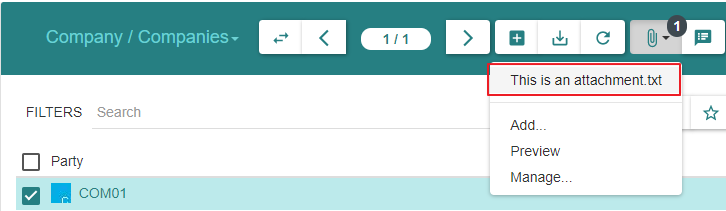 1
Company / Companies
1 / 1
This is an attachment.txt
FILTERS Search
Add...
Preview
Party
Manage...
COM01